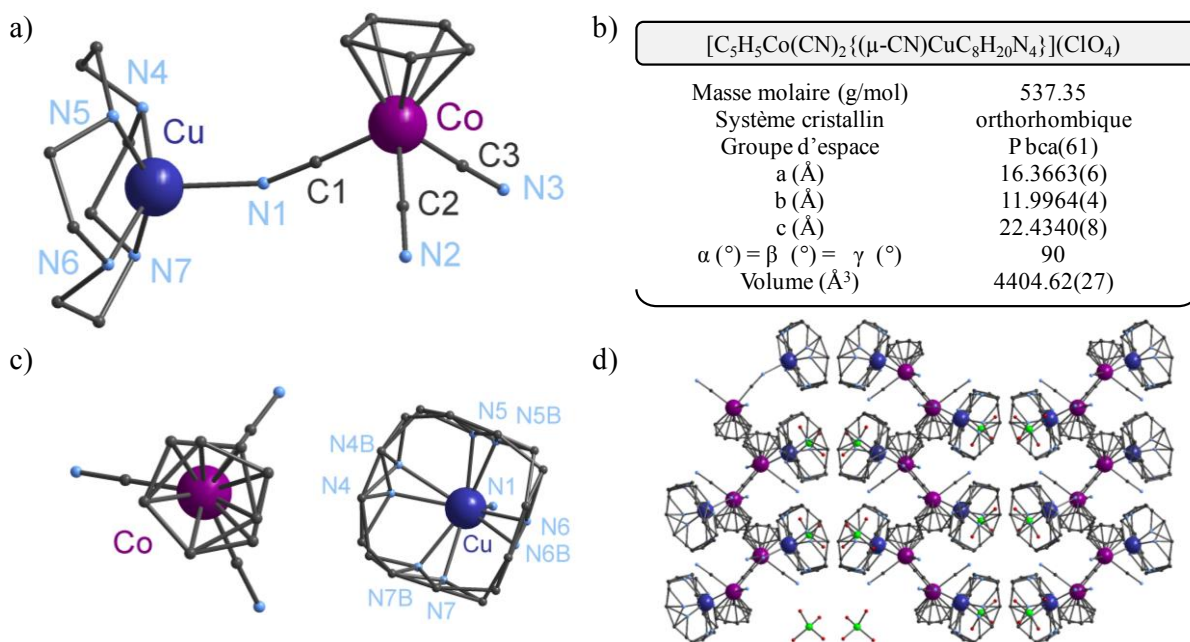 a)
N4
N5
Cu
Co
C3
N3
C1
N1
C2
N2
N6
N7
b)
[C₅H₅Co(CN)₂{(μ-CN)CuC₈H₂₀N₄}](ClO₄)
Masse molaire (g/mol) 537.35
Système cristallin orthorhombique
Groupe d'espace P bca(61)
a (Å) 16.3663(6)
b (Å) 11.9964(4)
c (Å) 22.4340(8)
α (°) = β (°) = γ (°) 90
Volume (Å³) 4404.62(27)
c)
Co
N5
N5B
N4B
N4
N1
Cu
N6
N6B
N7B
N7
d)